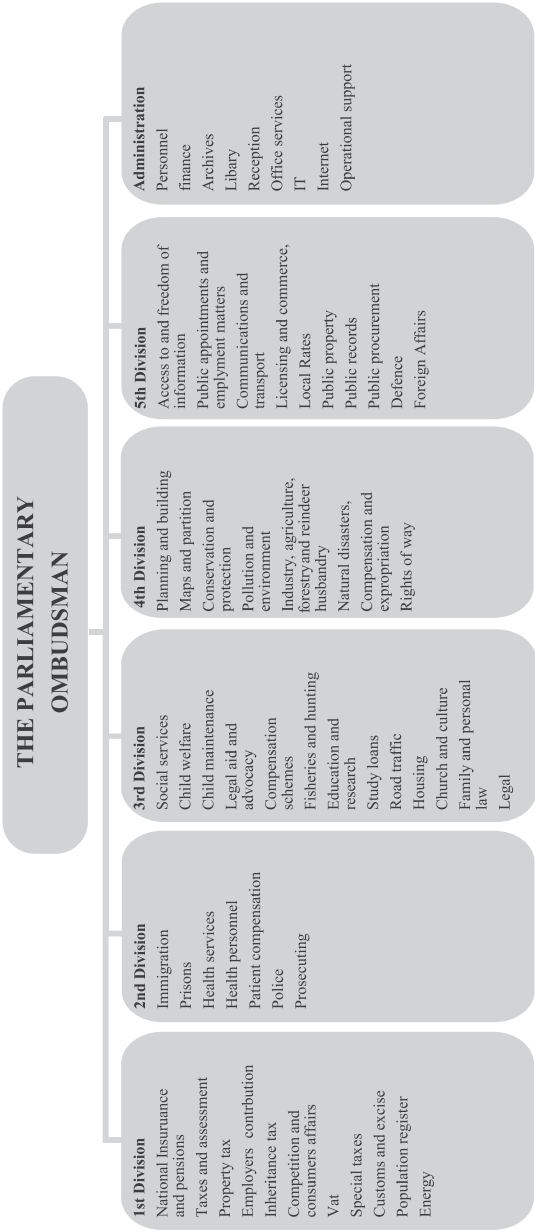 THE PARLIAMENTARY
OMBUDSMAN
1st Division
National Insuruance
and pensions
Taxes and assessment
Property tax
Employers contrbution
Inheritance tax
Competition and
consumers affairs
Vat
Special taxes
Customs and excise
Population register
Energy
2nd Division
Immigration
Prisons
Health services
Health personnel
Patient compensation
Police
Prosecuting
3rd Division
Social services
Child welfare
Child maintenance
Legal aid and
advocacy
Compensation
schemes
Fisheries and hunting
Education and
research
Study loans
Road traffic
Housing
Church and culture
Family and personal
law
Legal
4th Division
Planning and building
Maps and partition
Conservation and
protection
Pollution and
environment
Industry, agriculture,
forestryand reindeer
husbandry
Natural disasters,
Compensation and
expropriation
Rights of way
5th Division
Access to and freedom of
information
Public appointments and
emplyment matters
Communications and
transport
Licensing and commerce,
Local Rates
Public property
Public records
Public procurement
Defence
Foreign Affairs
Administration
Personnel
finance
Archives
Libary
Reception
Office services
IT
Internet
Operational support